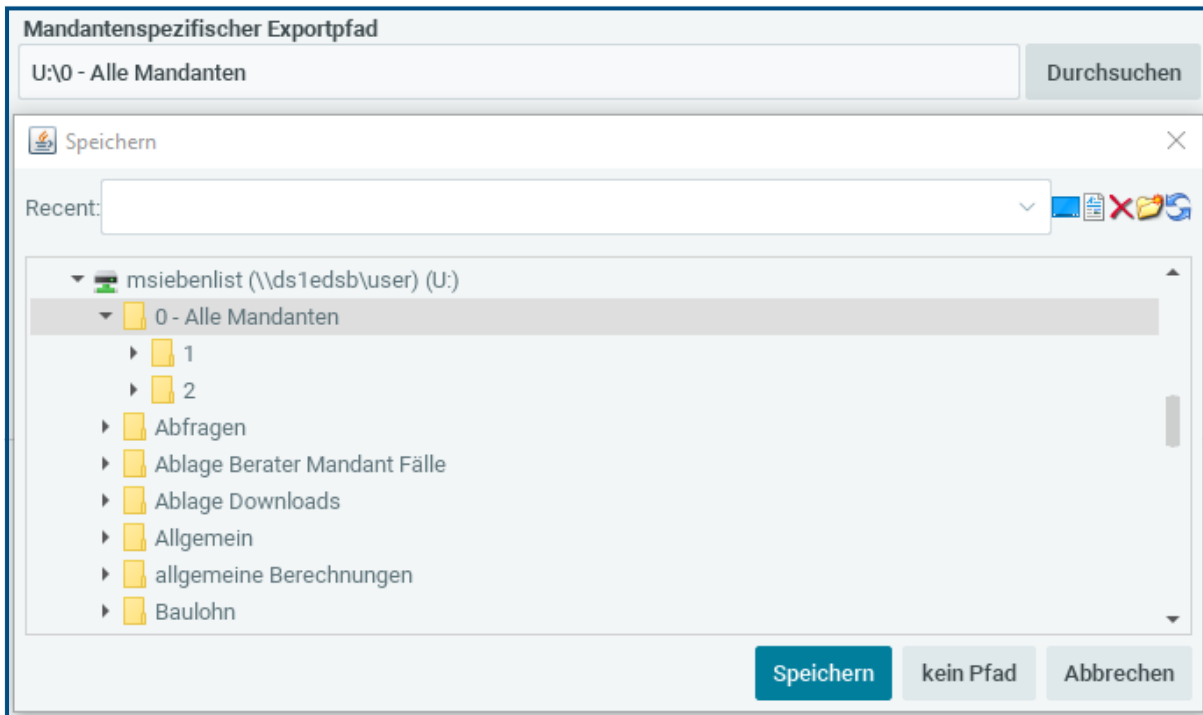 Mandantenspezifischer Exportpfad
U:\0 - Alle Mandanten
Durchsuchen
Speichern
Recent:
msiebenlist (\\ds1edsb\user) (U:)
0 - Alle Mandanten
1
2
Abfragen
Ablage Berater Mandant Fälle
Ablage Downloads
Allgemein
allgemeine Berechnungen
Baulohn
Speichern
kein Pfad
Abbrechen